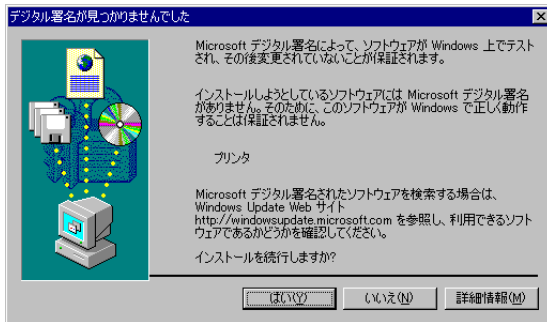 デジタル署名が見つかりませんでした
Microsoft デジタル署名によって、ソフトウェアが Windows 上でテスト
され、その後変更されていないことが保証されます。
インストールしようとしているソフトウェアには Microsoft デジタル署名
がありません。そのために、このソフトウェアが Windows で正しく動作
することは保証されません。
プリンタ
Microsoft デジタル署名されたソフトウェアを検索する場合は、
Windows Update Web サイト
http://windowsupdate.microsoft.com を参照し、利用できるソフト
ウェアであるかどうかを確認してください。
インストールを続行しますか?
はい(Y)
いいえ(N)
詳細情報(M)